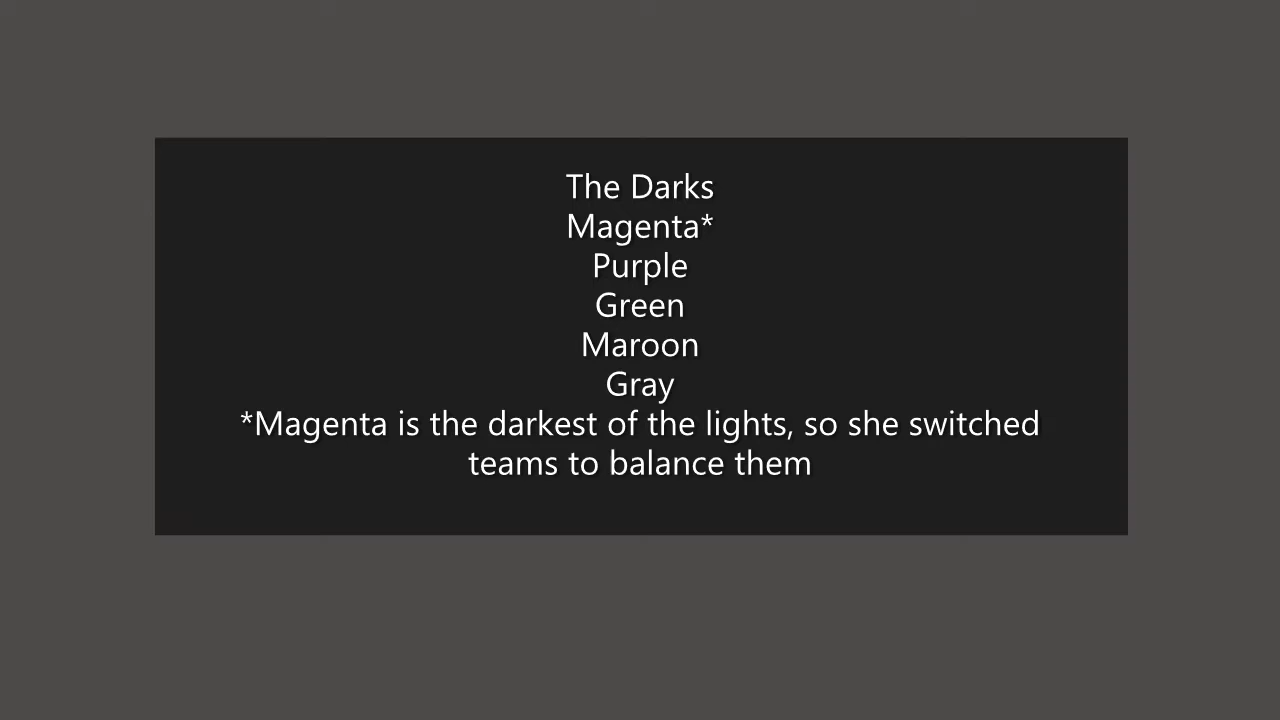 The Darks
Magenta*
Purple
Green
Maroon
Gray
*Magenta is the darkest of the lights, so she switched
teams to balance them